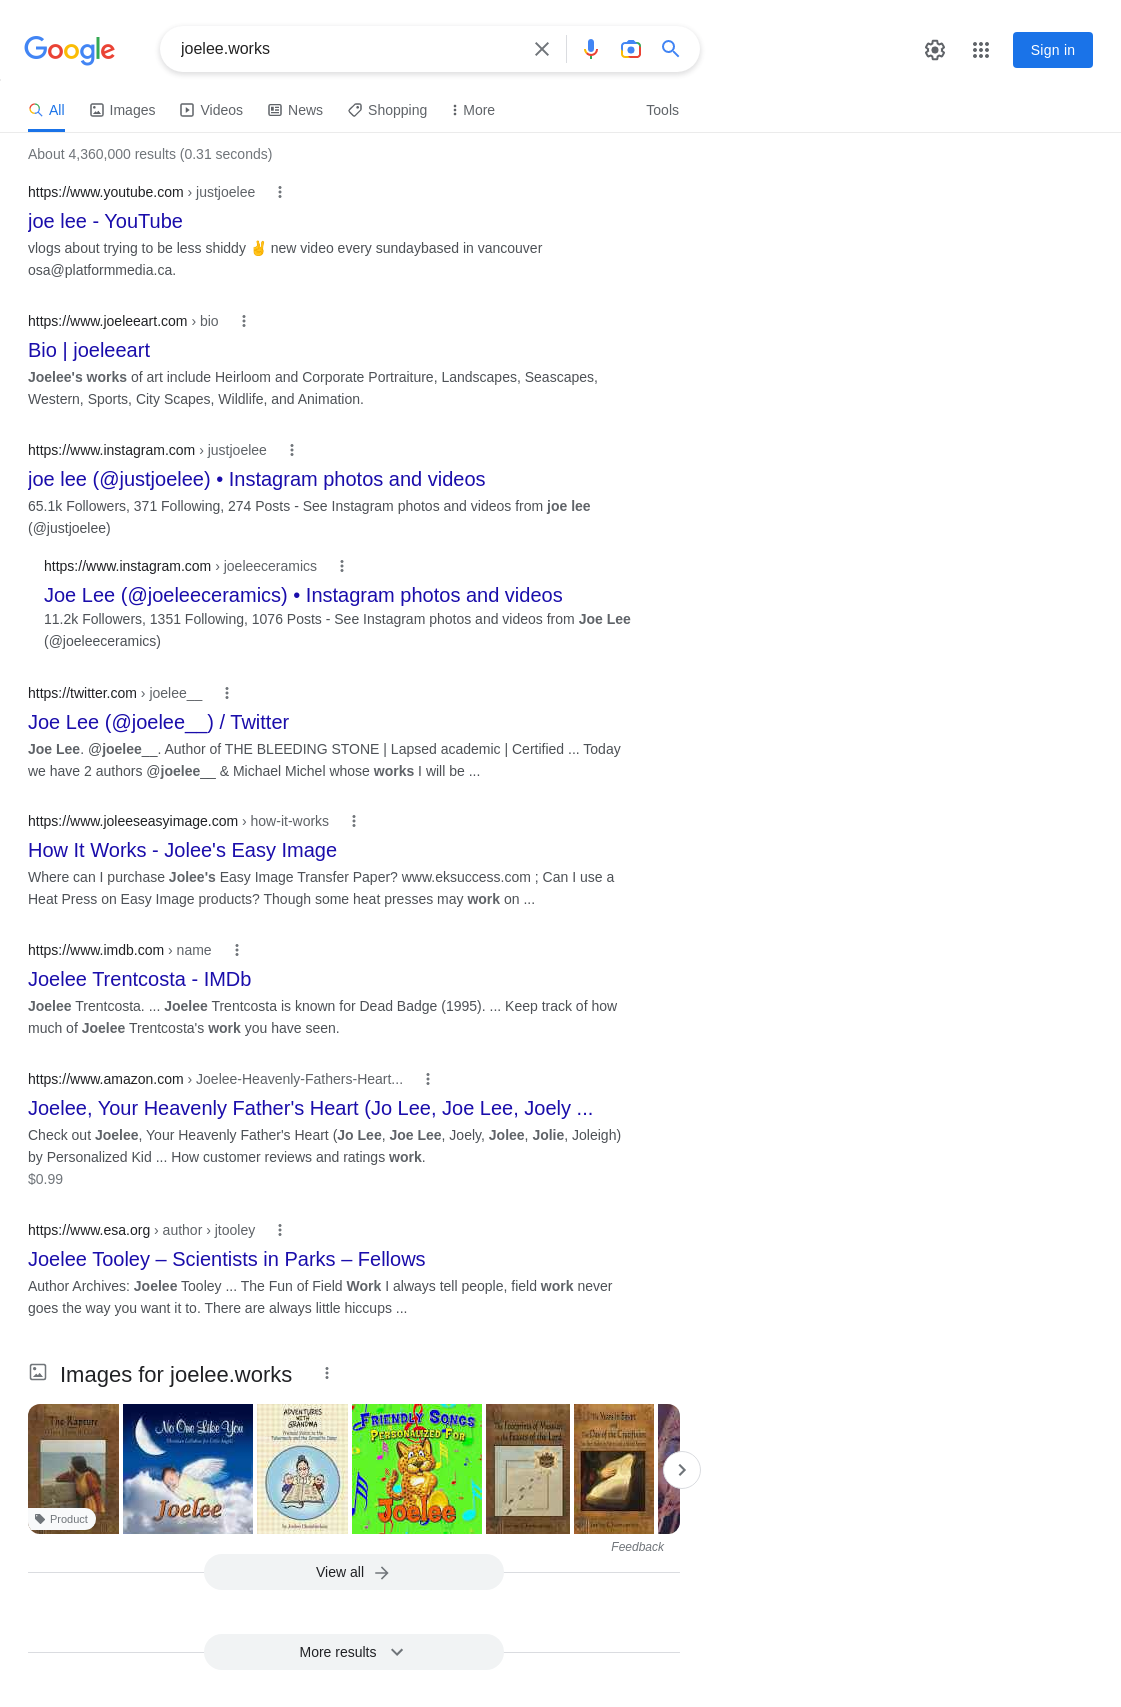 Google
joelee.works
Sign in
All
Images
Videos
News
Shopping
More
Tools
About 4,360,000 results (0.31 seconds)
https://www.youtube.com › justjoelee
joe lee - YouTube
vlogs about trying to be less shiddy ✌️ new video every sundaybased in vancouver
osa@platformmedia.ca.
https://www.joeleeart.com › bio
Bio | joeleeart
Joelee's works of art include Heirloom and Corporate Portraiture, Landscapes, Seascapes,
Western, Sports, City Scapes, Wildlife, and Animation.
https://www.instagram.com › justjoelee
joe lee (@justjoelee) • Instagram photos and videos
65.1k Followers, 371 Following, 274 Posts - See Instagram photos and videos from joe lee
(@justjoelee)
https://www.instagram.com › joeleeceramics
Joe Lee (@joeleeceramics) • Instagram photos and videos
11.2k Followers, 1351 Following, 1076 Posts - See Instagram photos and videos from Joe Lee
(@joeleeceramics)
https://twitter.com › joelee__
Joe Lee (@joelee__) / Twitter
Joe Lee. @joelee__. Author of THE BLEEDING STONE | Lapsed academic | Certified ... Today
we have 2 authors @joelee__ & Michael Michel whose works I will be ...
https://www.joleeseasyimage.com › how-it-works
How It Works - Jolee's Easy Image
Where can I purchase Jolee's Easy Image Transfer Paper? www.eksuccess.com ; Can I use a
Heat Press on Easy Image products? Though some heat presses may work on ...
https://www.imdb.com › name
Joelee Trentcosta - IMDb
Joelee Trentcosta. ... Joelee Trentcosta is known for Dead Badge (1995). ... Keep track of how
much of Joelee Trentcosta's work you have seen.
https://www.amazon.com › Joelee-Heavenly-Fathers-Heart...
Joelee, Your Heavenly Father's Heart (Jo Lee, Joe Lee, Joely ...
Check out Joelee, Your Heavenly Father's Heart (Jo Lee, Joe Lee, Joely, Jolee, Jolie, Joleigh)
by Personalized Kid ... How customer reviews and ratings work.
$0.99
https://www.esa.org › author › jtooley
Joelee Tooley – Scientists in Parks – Fellows
Author Archives: Joelee Tooley ... The Fun of Field Work I always tell people, field work never
goes the way you want it to. There are always little hiccups ...
Images for joelee.works
The Rapture
Product
No One Like You
Christian Lullabies for Little Angels
Joelee
ADVENTURES
WITH
GRANDMA
by Joelee Chamberlain
FRIENDLY SONGS
PERSONALIZED FOR
Joelee
The Footprints of Messiah
in the Feasts of the Lord
The Years in Egypt
and
The Day of the Crucifixion
Feedback
View all
More results